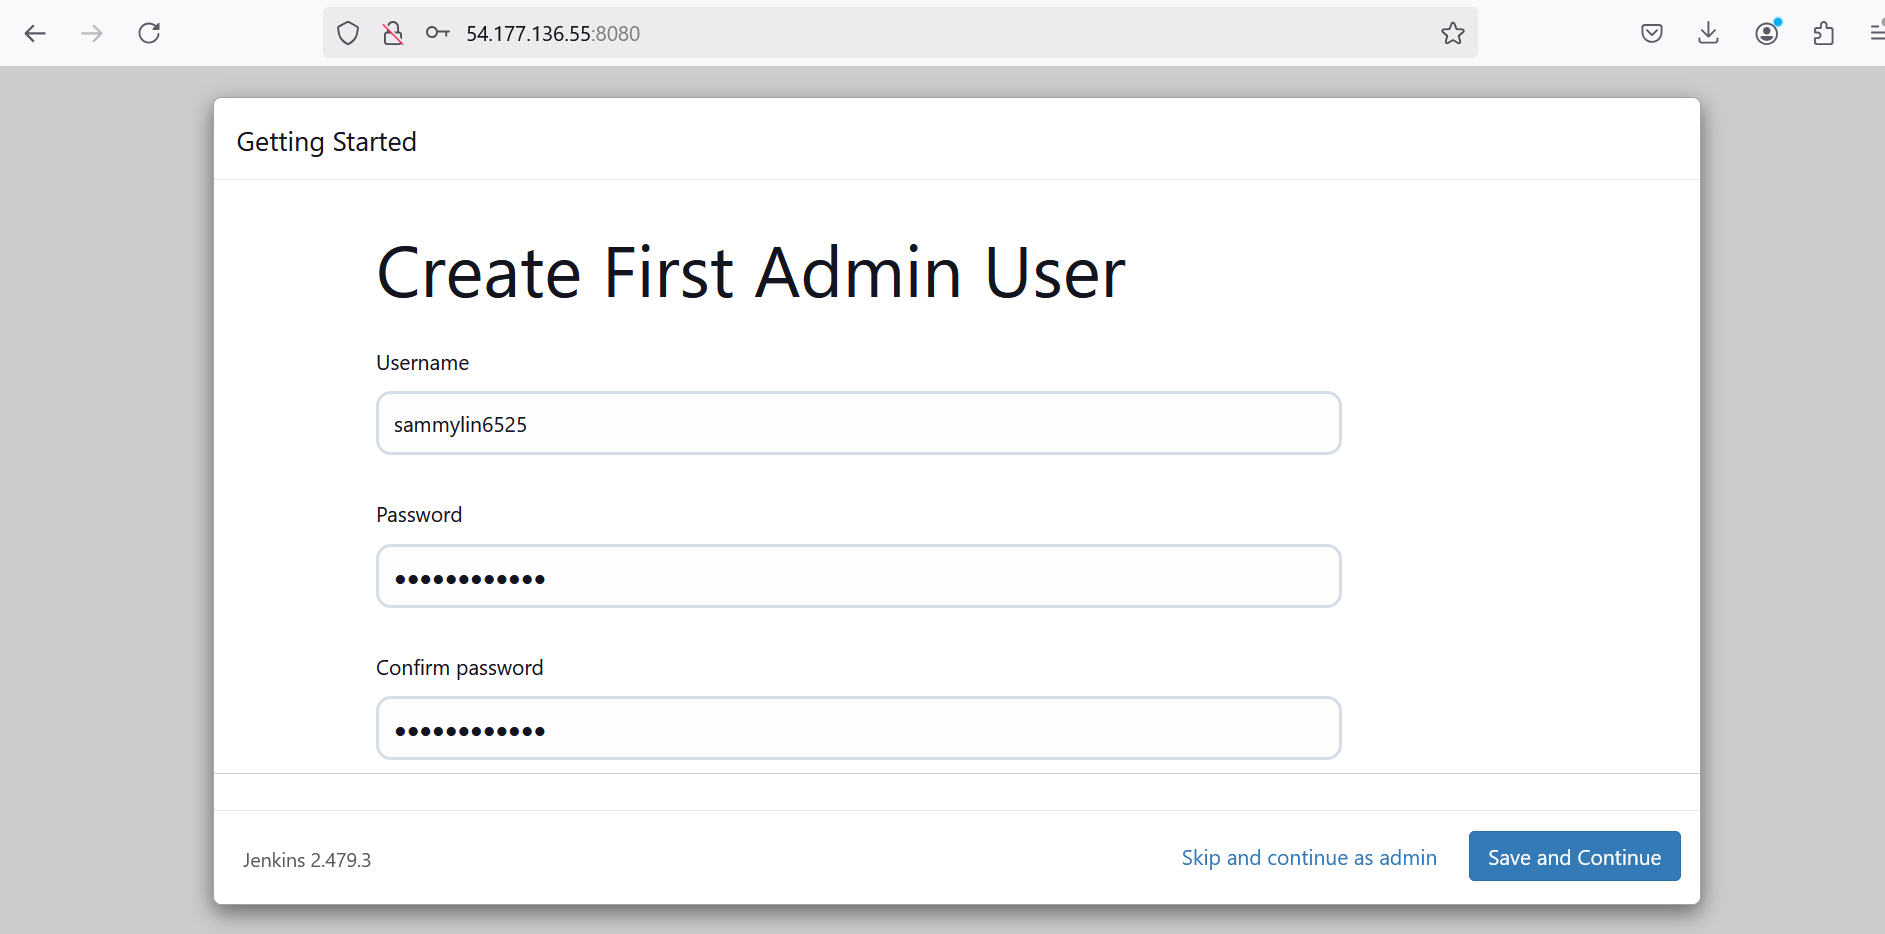 54.177.136.55:8080
Getting Started
Create First Admin User
Username
sammylin6525
Password
••••••••••••
Confirm password
••••••••••••
Jenkins 2.479.3
Skip and continue as admin
Save and Continue